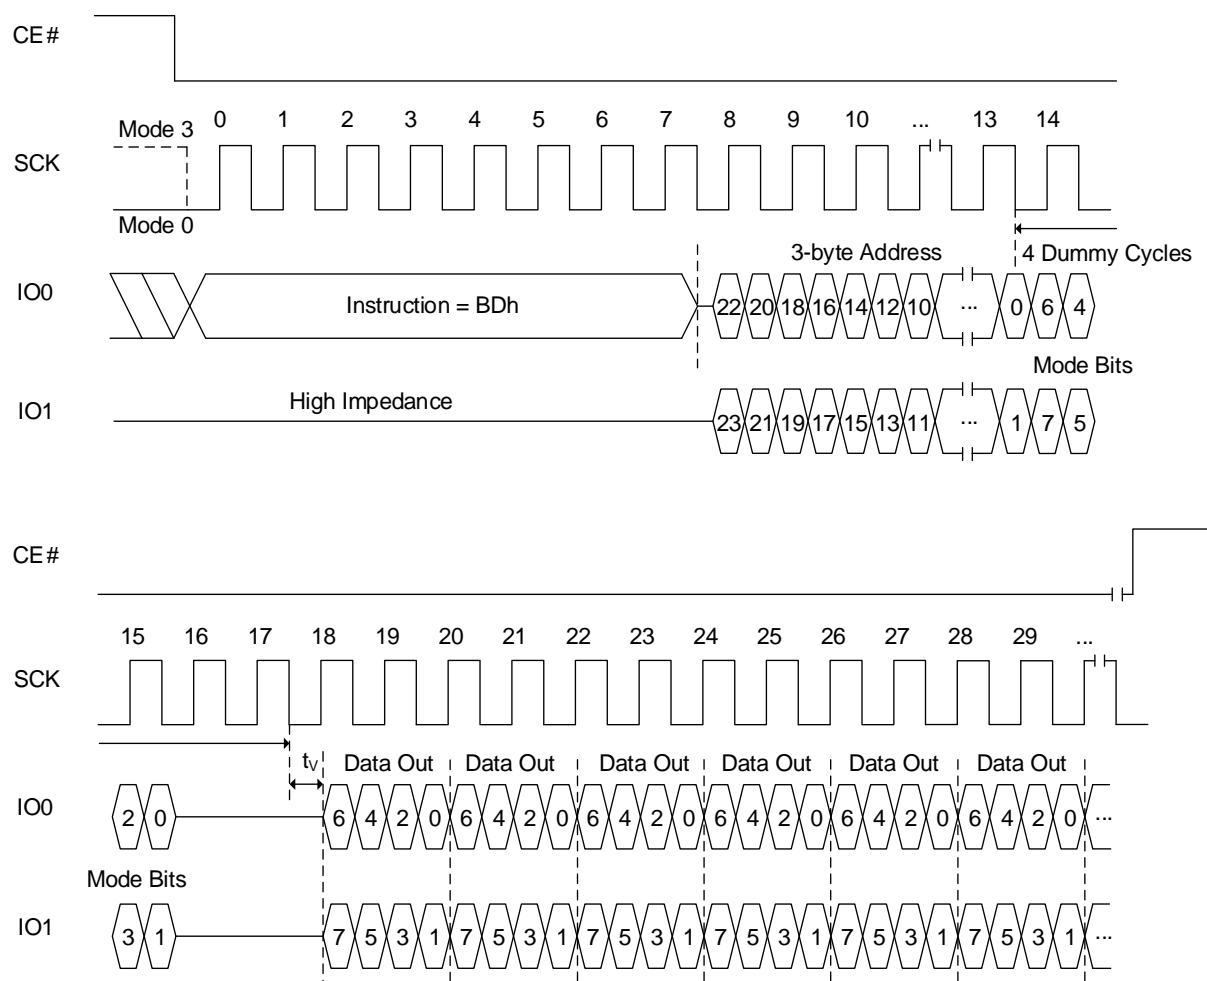 CE#
Mode 3 0 1 2 3 4 5 6 7 8 9 10 ... 13 14
SCK
Mode 0
3-byte Address 4 Dummy Cycles
IO0 Instruction = BDh 22 20 18 16 14 12 10 ... 0 6 4
Mode Bits
IO1 High Impedance 23 21 19 17 15 13 11 ... 1 7 5
CE#
15 16 17 18 19 20 21 22 23 24 25 26 27 28 29 ...
SCK
tV Data Out Data Out Data Out Data Out Data Out Data Out
IO0 2 0 6 4 2 0 6 4 2 0 6 4 2 0 6 4 2 0 6 4 2 0 6 4 2 0 ...
Mode Bits
IO1 3 1 7 5 3 1 7 5 3 1 7 5 3 1 7 5 3 1 7 5 3 1 7 5 3 1 ...